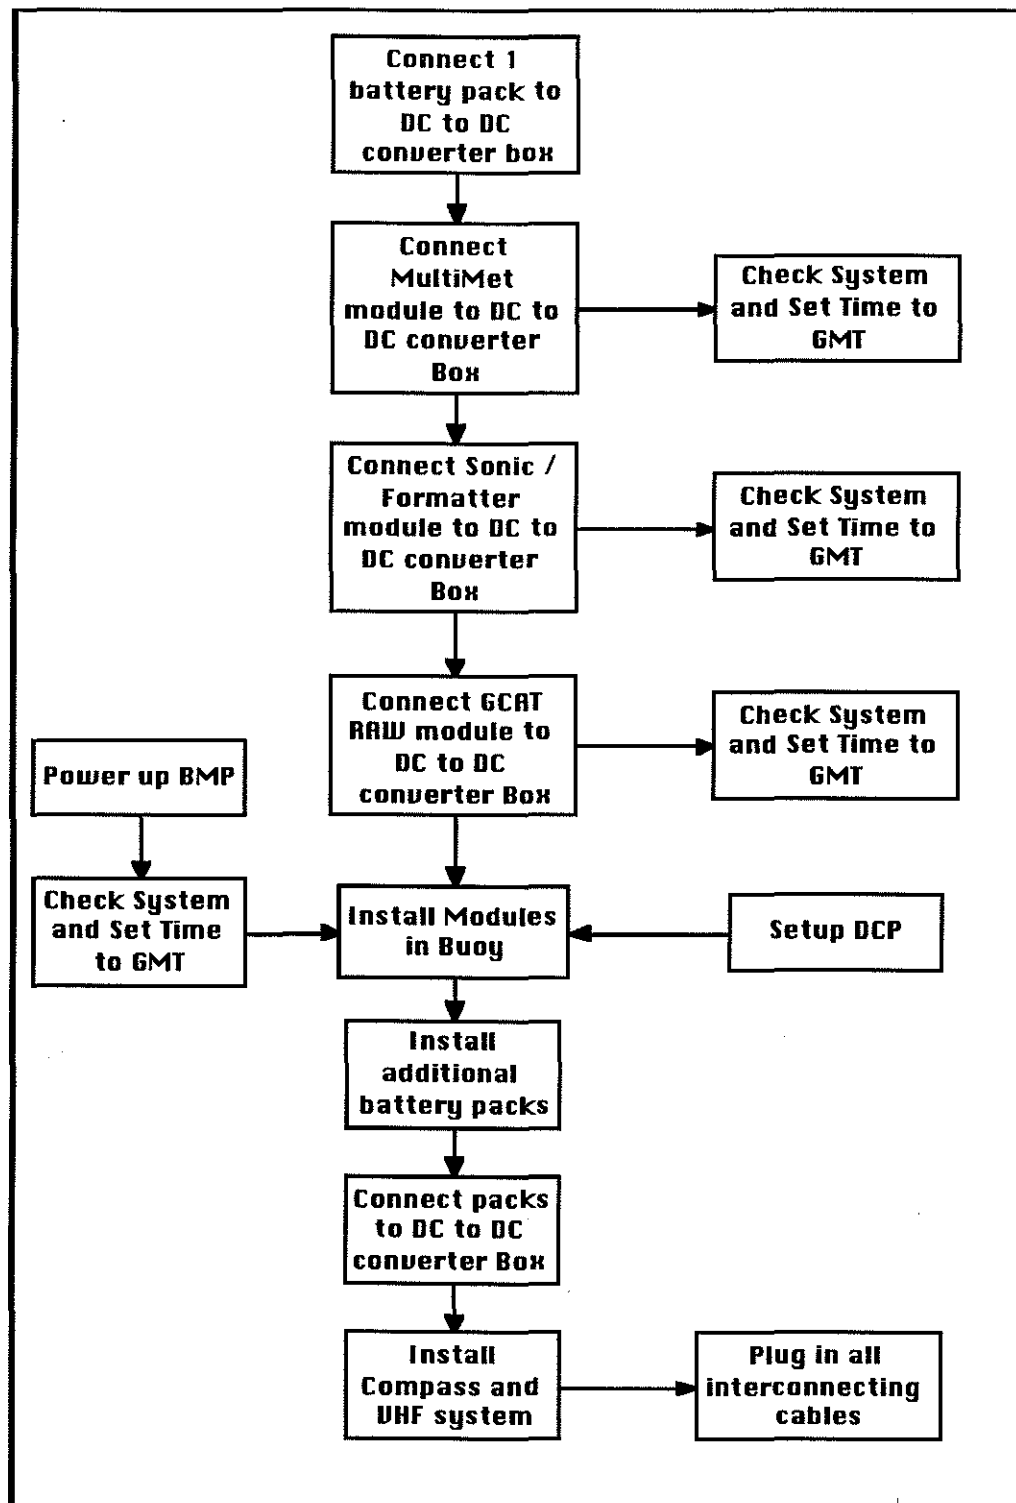 Connect 1
battery pack to
DC to DC
converter box
Connect
MultiMet
module to DC to
DC converter
Box
Check System
and Set Time to
GMT
Connect Sonic /
Formatter
module to DC to
DC converter
Box
Check System
and Set Time to
GMT
Connect GCAT
RAW module to
DC to DC
converter Box
Check System
and Set Time to
GMT
Power up BMP
Check System
and Set Time
to GMT
Install Modules
in Buoy
Setup DCP
Install
additional
battery packs
Connect packs
to DC to DC
converter Box
Install
Compass and
VHF system
Plug in all
interconnecting
cables